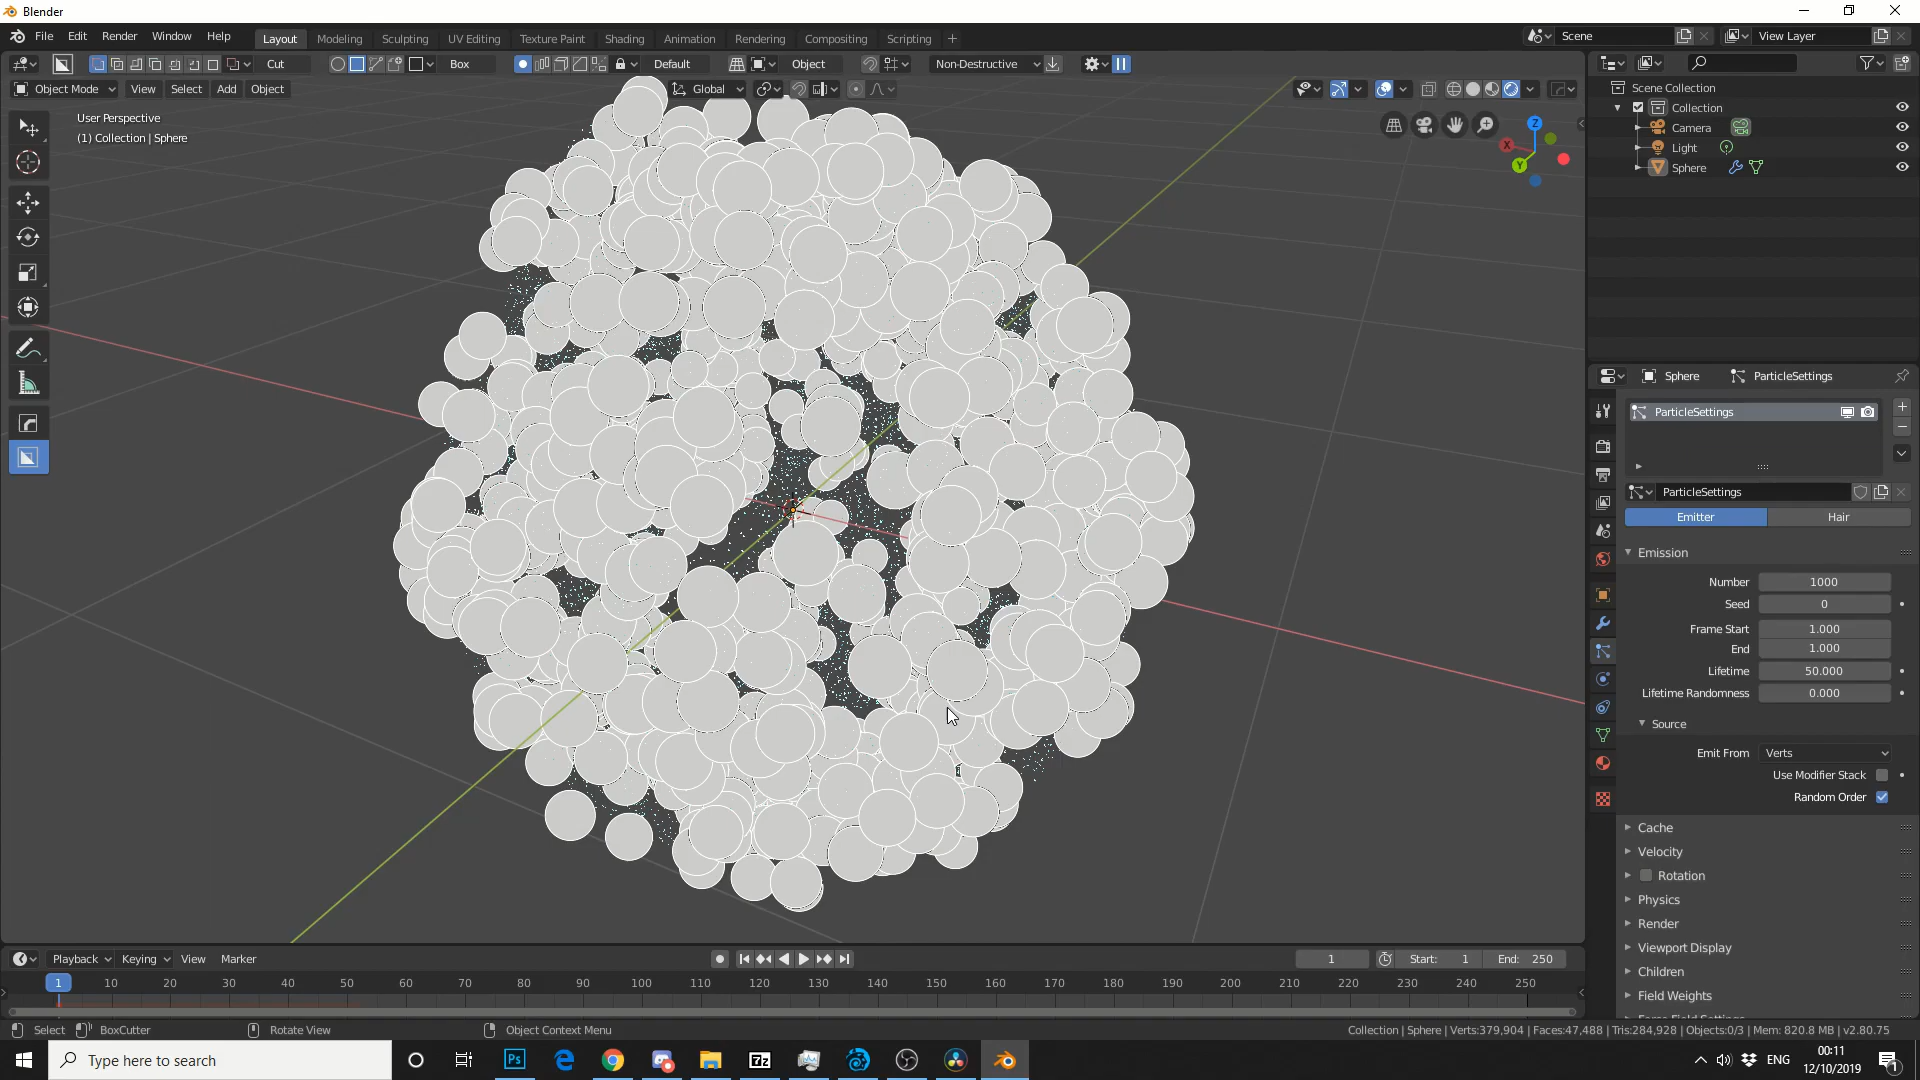 Blender
File Edit Render Window Help
Layout Modeling Sculpting UV Editing Texture Paint Shading Animation Rendering Compositing Scripting +
Scene
View Layer
Cut
Box
Default
Object
Non-Destructive
Object Mode View Select Add Object
Global
User Perspective
(1) Collection | Sphere
Z
X
Y
Scene Collection
Collection
Camera
Light
Sphere
Sphere ParticleSettings
ParticleSettings
ParticleSettings
Emitter Hair
Emission
Number 1000
Seed 0
Frame Start 1.000
End 1.000
Lifetime 50.000
Lifetime Randomness 0.000
Source
Emit From Verts
Use Modifier Stack
Random Order
Cache
Velocity
Rotation
Physics
Render
Viewport Display
Children
Field Weights
Playback Keying View Marker
1
Start: 1
End: 250
1 10 20 30 40 50 60 70 80 90 100 110 120 130 140 150 160 170 180 190 200 210 220 230 240 250
Select BoxCutter Rotate View Object Context Menu
Collection | Sphere | Verts:379,904 | Faces:47,488 | Tris:284,928 | Objects:0/3 | Mem: 820.8 MB | v2.80.75
Type here to search
Ps
Zz
ENG
00:11
12/10/2019
1